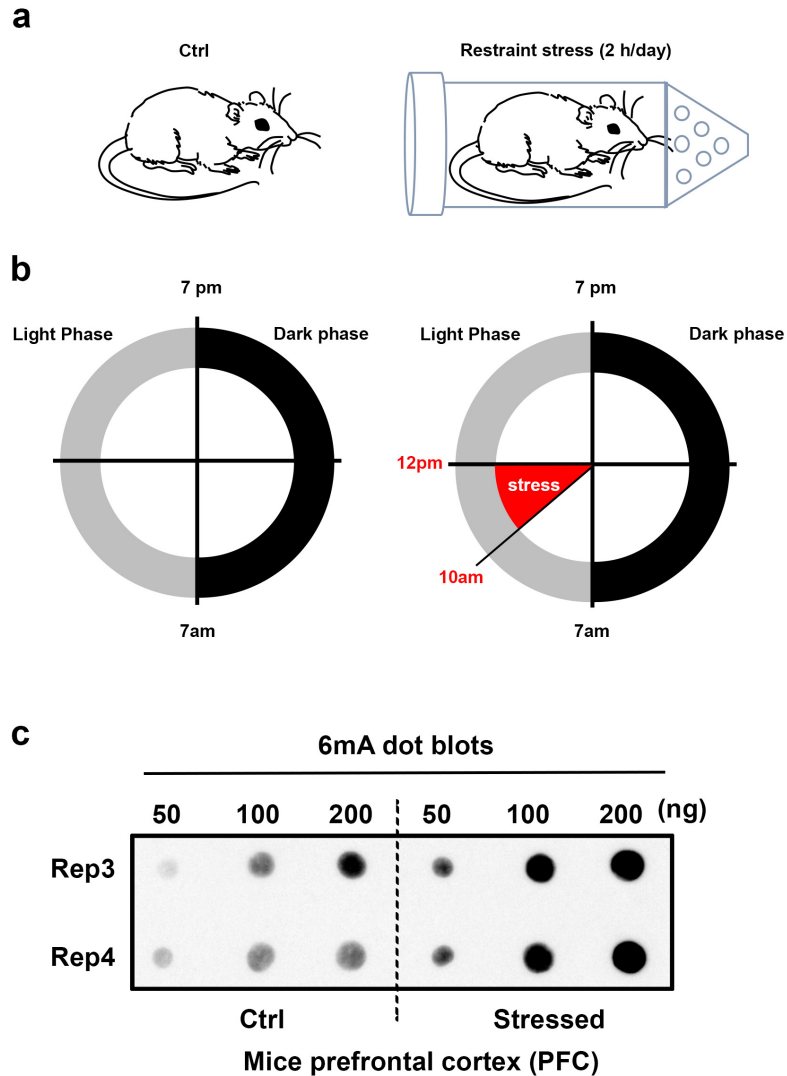 a
Ctrl
Restraint stress (2 h/day)
b
7 pm
Light Phase
Dark phase
7am
7 pm
Light Phase
Dark phase
12pm
stress
10am
7am
c
6mA dot blots
50 100 200 50 100 200 (ng)
Rep3
Rep4
Ctrl Stressed
Mice prefrontal cortex (PFC)